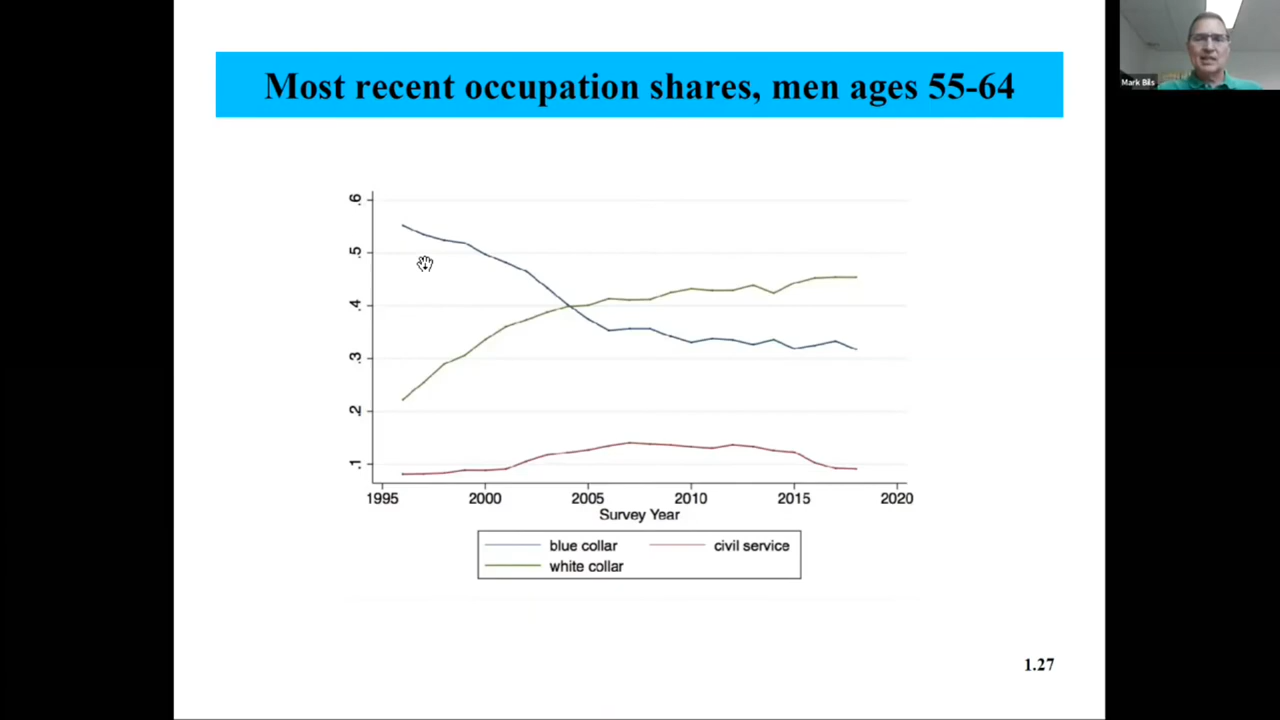 Most recent occupation shares, men ages 55-64
Mark Bils
.6
.5
.4
.3
.2
.1
1995 2000 2005 2010 2015 2020
Survey Year
blue collar civil service
white collar
1.27